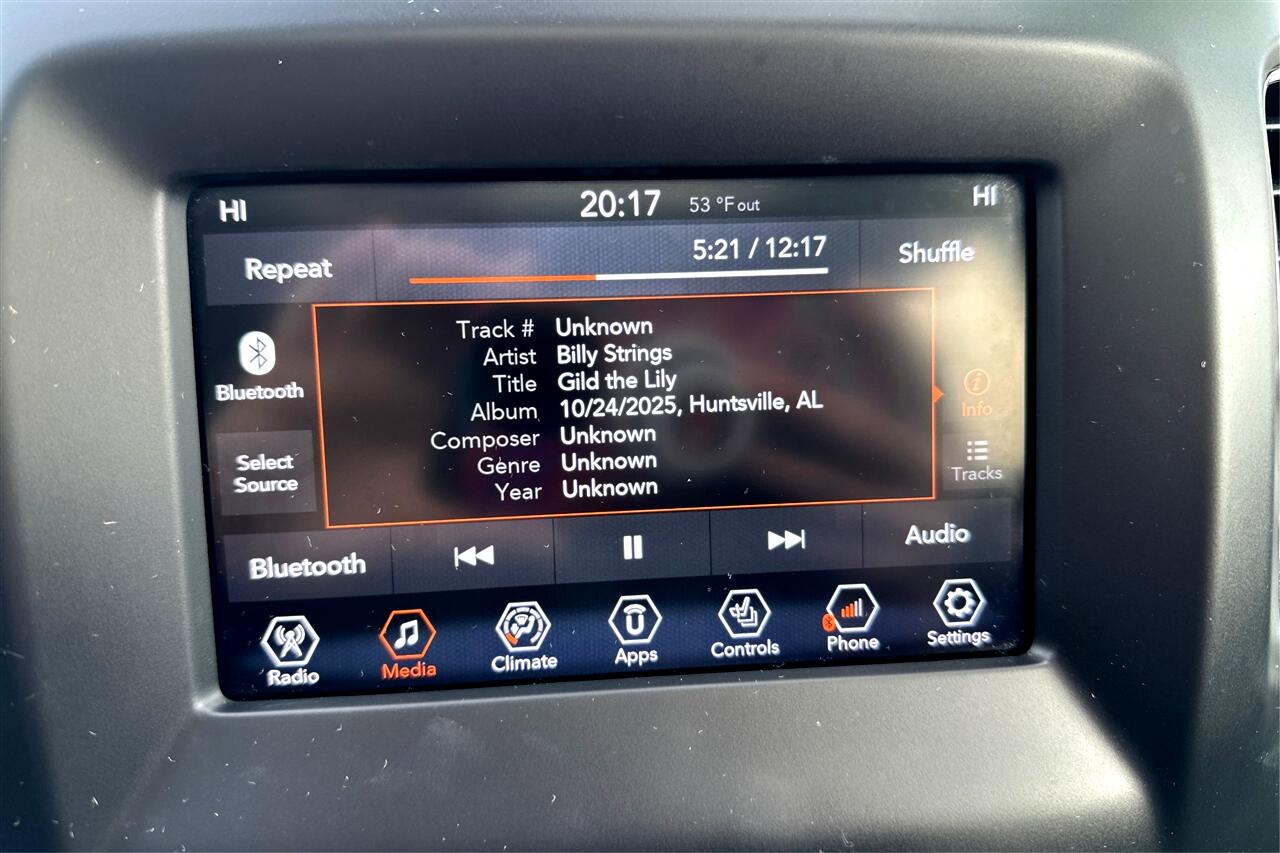 HI 20:17 53 °F out HI
Repeat 5:21 / 12:17 Shuffle
Track # Unknown
Artist Billy Strings
Title Gild the Lily
Album 10/24/2025, Huntsville, AL
Composer Unknown
Genre Unknown
Year Unknown
Bluetooth
Select
Source
Info
Tracks
Bluetooth Audio
Radio Media Climate Apps Controls Phone Settings